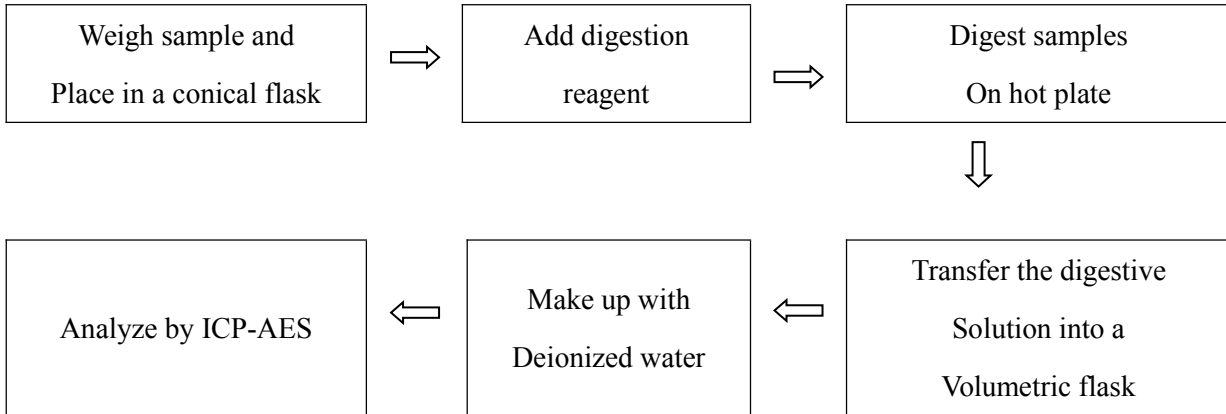 Weigh sample and
Place in a conical flask
Add digestion
reagent
Digest samples
On hot plate
Transfer the digestive
Solution into a
Volumetric flask
Make up with
Deionized water
Analyze by ICP-AES